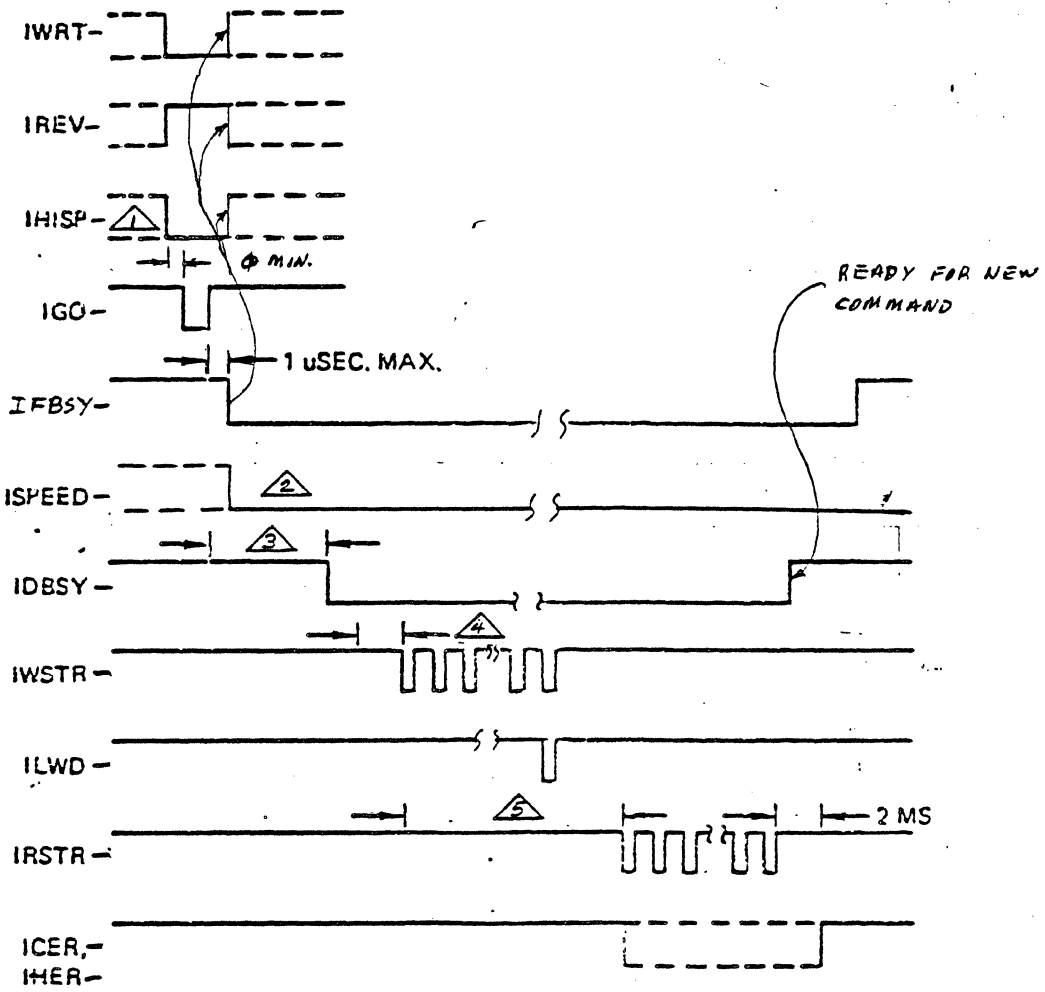 IWRT-
IREV-
1
IHISP-
0 MIN.
IGO-
READY FOR NEW
COMMAND
1 uSEC. MAX.
IFBSY-
ISPEED-
2
3
IDBSY-
4
IWSTR-
ILWD-
5
2 MS
IRSTR-
ICER,-
IHER-